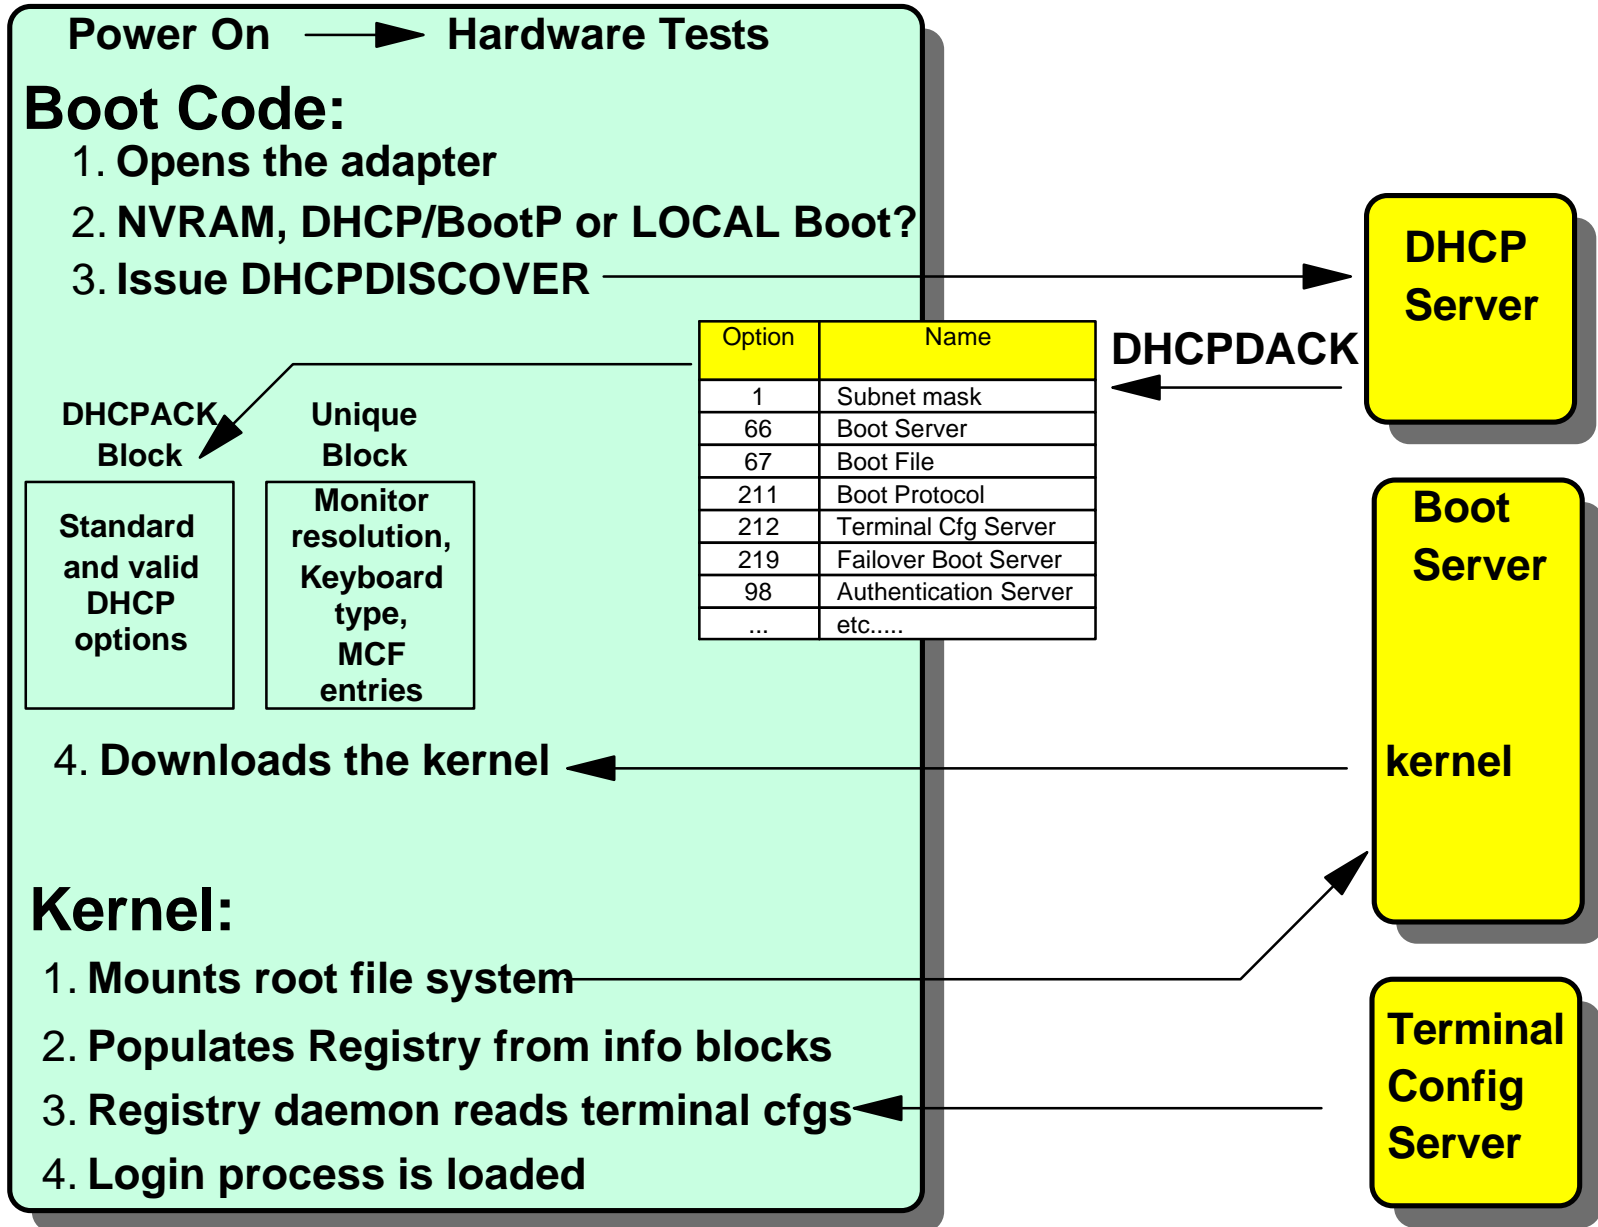 Power On Hardware Tests
Boot Code:
1. Opens the adapter
2. NVRAM, DHCP/BootP or LOCAL Boot?
3. Issue DHCPDISCOVER
DHCP
Server
DHCPDACK
Option Name
1 Subnet mask
66 Boot Server
67 Boot File
211 Boot Protocol
212 Terminal Cfg Server
219 Failover Boot Server
98 Authentication Server
... etc.....
DHCPACK
Block
Standard
and valid
DHCP
options
Unique
Block
Monitor
resolution,
Keyboard
type,
MCF
entries
Boot
Server
kernel
4. Downloads the kernel
Kernel:
1. Mounts root file system
2. Populates Registry from info blocks
3. Registry daemon reads terminal cfgs
4. Login process is loaded
Terminal
Config
Server